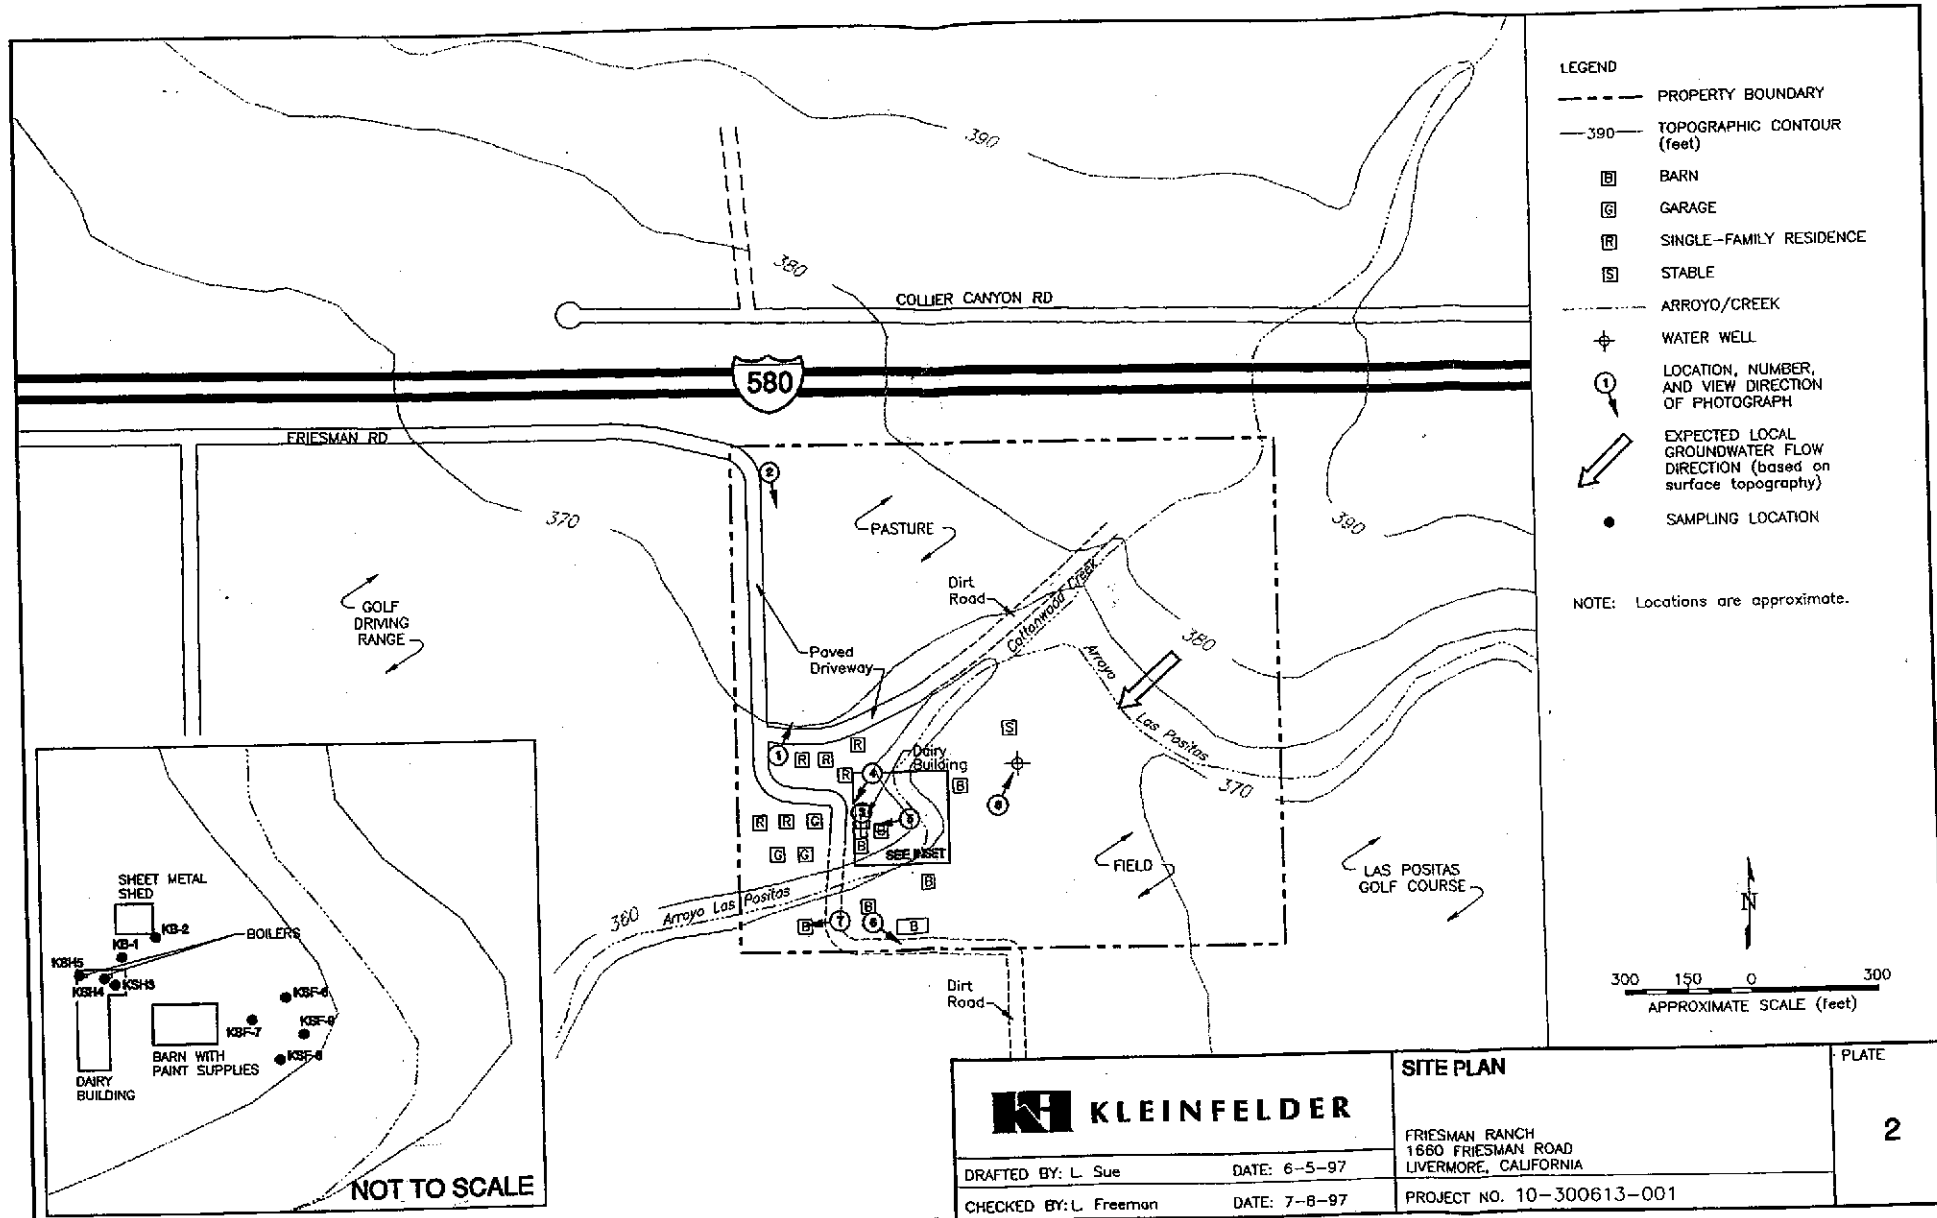 390
380
COLLIER CANYON RD
580
FRIESMAN RD
370
2
PASTURE
390
GOLF
DRIVING
RANGE
Dirt
Road
Cottonwood Creek
Paved
Driveway
380
Arroyo
Las Positas
370
1
R
R
R
R
S
4
Dairy
Building
B
8
R
R
G
5
B
SEE INSET
G
G
FIELD
LAS POSITAS
GOLF COURSE
B
360
Arroyo Las Positas
B
B
7
6
B
Dirt
Road
SHEET METAL
SHED
KB-2
KB-1
BOILERS
KSH5
KSH4
KSH3
KSF-7
BARN WITH
PAINT SUPPLIES
DAIRY
BUILDING
NOT TO SCALE
LEGEND
PROPERTY BOUNDARY
390
TOPOGRAPHIC CONTOUR
(feet)
B
BARN
G
GARAGE
R
SINGLE-FAMILY RESIDENCE
S
STABLE
ARROYO/CREEK
WATER WELL
1
LOCATION, NUMBER,
AND VIEW DIRECTION
OF PHOTOGRAPH
EXPECTED LOCAL
GROUNDWATER FLOW
DIRECTION (based on
surface topography)
SAMPLING LOCATION
NOTE: Locations are approximate.
N
300 150 0 300
APPROXIMATE SCALE (feet)
KLEINFELDER
DRAFTED BY: L. Sue DATE: 6-5-97
CHECKED BY: L. Freeman DATE: 7-8-97
SITE PLAN
FRIESMAN RANCH
1660 FRIESMAN ROAD
LIVERMORE, CALIFORNIA
PROJECT NO. 10-300613-001
PLATE
2